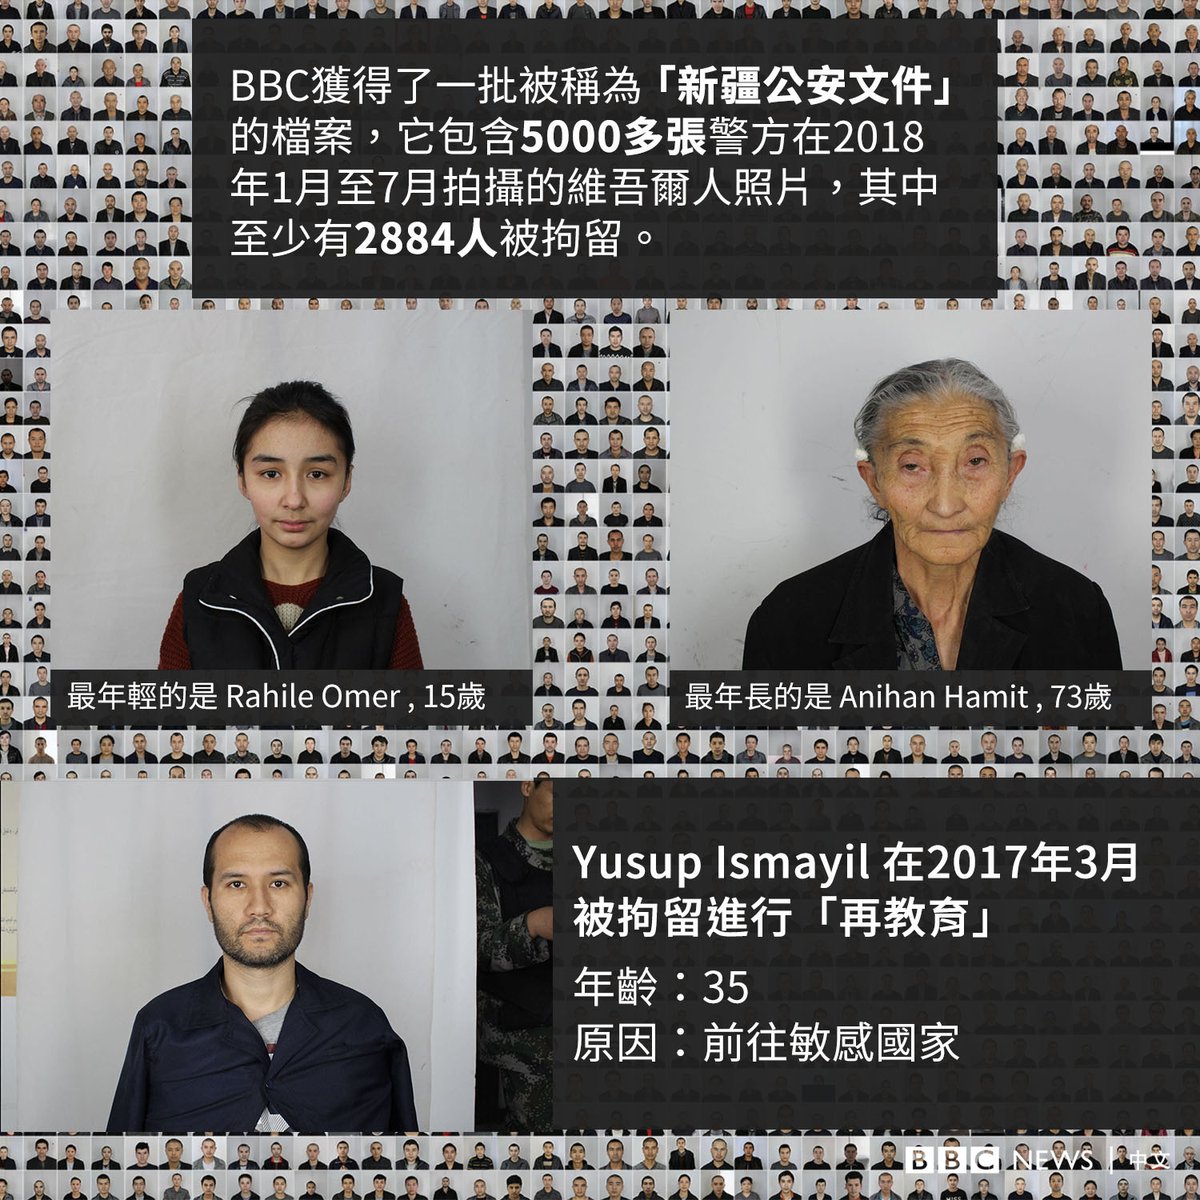 BBC獲得了一批被稱為「新疆公安文件」
的檔案，它包含5000多張警方在2018
年1月至7月拍攝的維吾爾人照片，其中
至少有2884人被拘留。
最年輕的是 Rahile Omer , 15歲
最年長的是 Anihan Hamit , 73歲
Yusup Ismayil 在2017年3月
被拘留進行「再教育」
年齡：35
原因：前往敏感國家
BBC NEWS | 中文